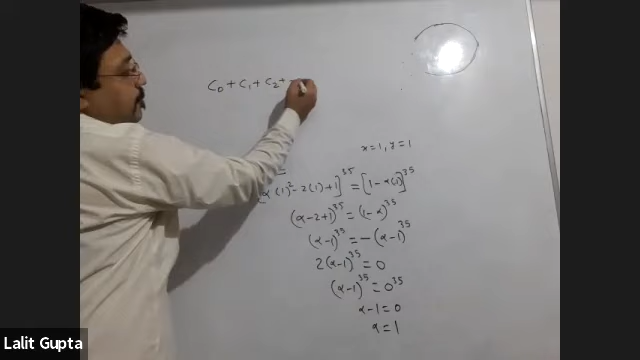 C₀ + C₁ + C₂ +
x = 1, y = 1
α(1)² - 2(1) + 1]³⁵ = [1 - α(1)]³⁵
(α - 2 + 1)³⁵ = (1 - α)³⁵
(α - 1)³⁵ = - (α - 1)³⁵
2(α - 1)³⁵ = 0
(α - 1)³⁵ = 0³⁵
α - 1 = 0
α = 1
Lalit Gupta